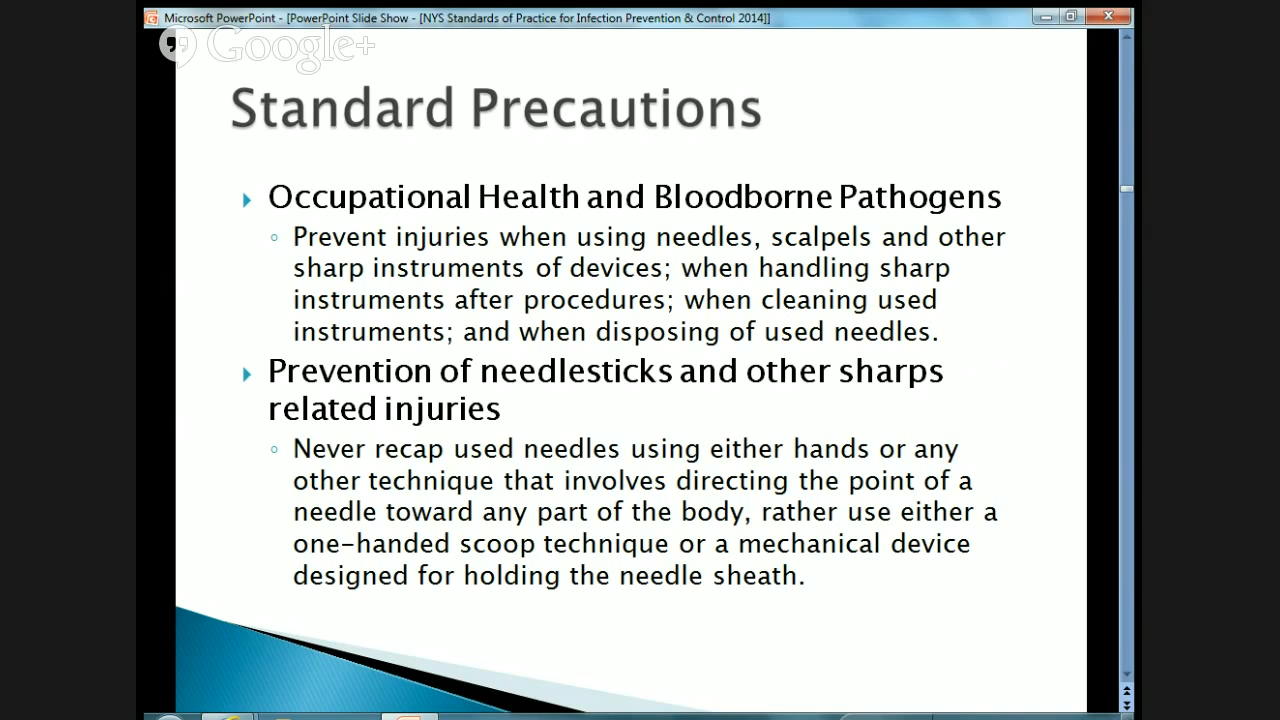 Microsoft PowerPoint - [PowerPoint Slide Show - [NYS Standards of Practice for Infection Prevention & Control 2014]]
Google+
Standard Precautions
Occupational Health and Bloodborne Pathogens
Prevent injuries when using needles, scalpels and other
sharp instruments of devices; when handling sharp
instruments after procedures; when cleaning used
instruments; and when disposing of used needles.
Prevention of needlesticks and other sharps
related injuries
Never recap used needles using either hands or any
other technique that involves directing the point of a
needle toward any part of the body, rather use either a
one-handed scoop technique or a mechanical device
designed for holding the needle sheath.